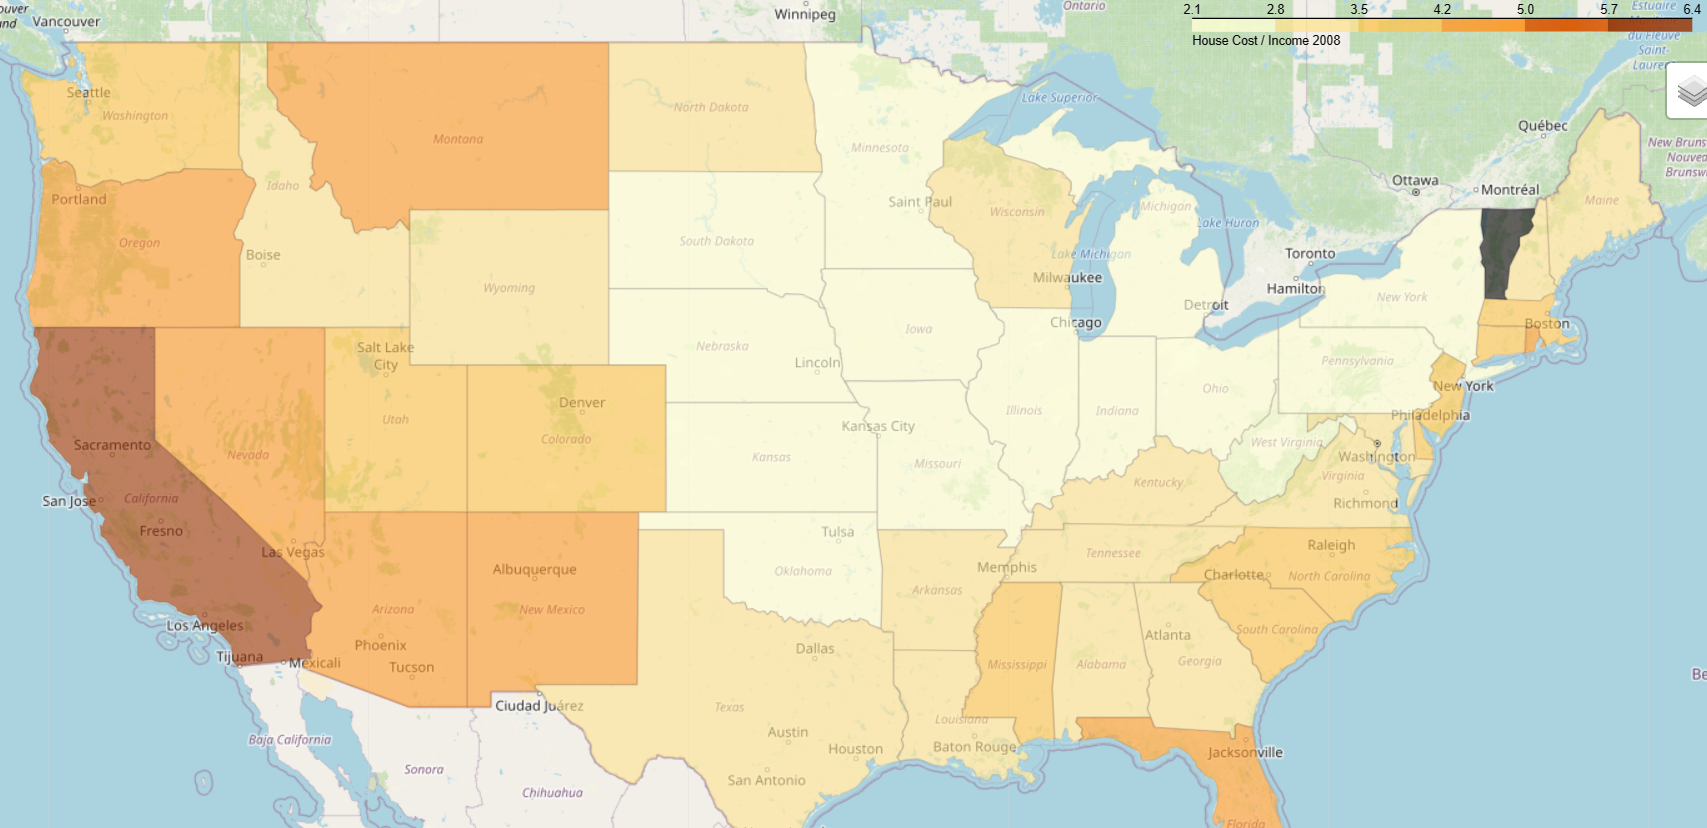 2.1 2.8 3.5 4.2 5.0 5.7 6.4
House Cost / Income 2008
Vancouver
Winnipeg
Ontario
Estuaire
du Fleuve
Saint-
Seattle
Washington
Montana
North Dakota
Minnesota
Lake Superior
Québec
New Bruns
Nouvea
Brunsw
Portland
Idaho
Ottawa
Montréal
Saint Paul
Wisconsin
Michigan
Lake Huron
Maine
Oregon
Boise
South Dakota
Lake Michigan
Toronto
Wyoming
Milwaukee
Hamilton
Detroit
New York
Chicago
Boston
Iowa
Salt Lake
City
Nebraska
Lincoln
Pennsylvania
New York
Denver
Ohio
Utah
Illinois
Indiana
Philadelphia
Colorado
Kansas City
Sacramento
Nevada
Kansas
Missouri
West Virginia
Washington
Kentucky
Virginia
San Jose
California
Richmond
Fresno
Las Vegas
Tulsa
Raleigh
Tennessee
Albuquerque
Oklahoma
Memphis
Charlotte
North Carolina
Arizona
New Mexico
Arkansas
Los Angeles
Phoenix
Dallas
Atlanta
South Carolina
Tijuana
Mexicali
Tucson
Mississippi
Alabama
Georgia
Be
Ciudad Juárez
Texas
Louisiana
Baja California
Austin
Houston
Baton Rouge
Jacksonville
Sonora
San Antonio
Chihuahua
Florida